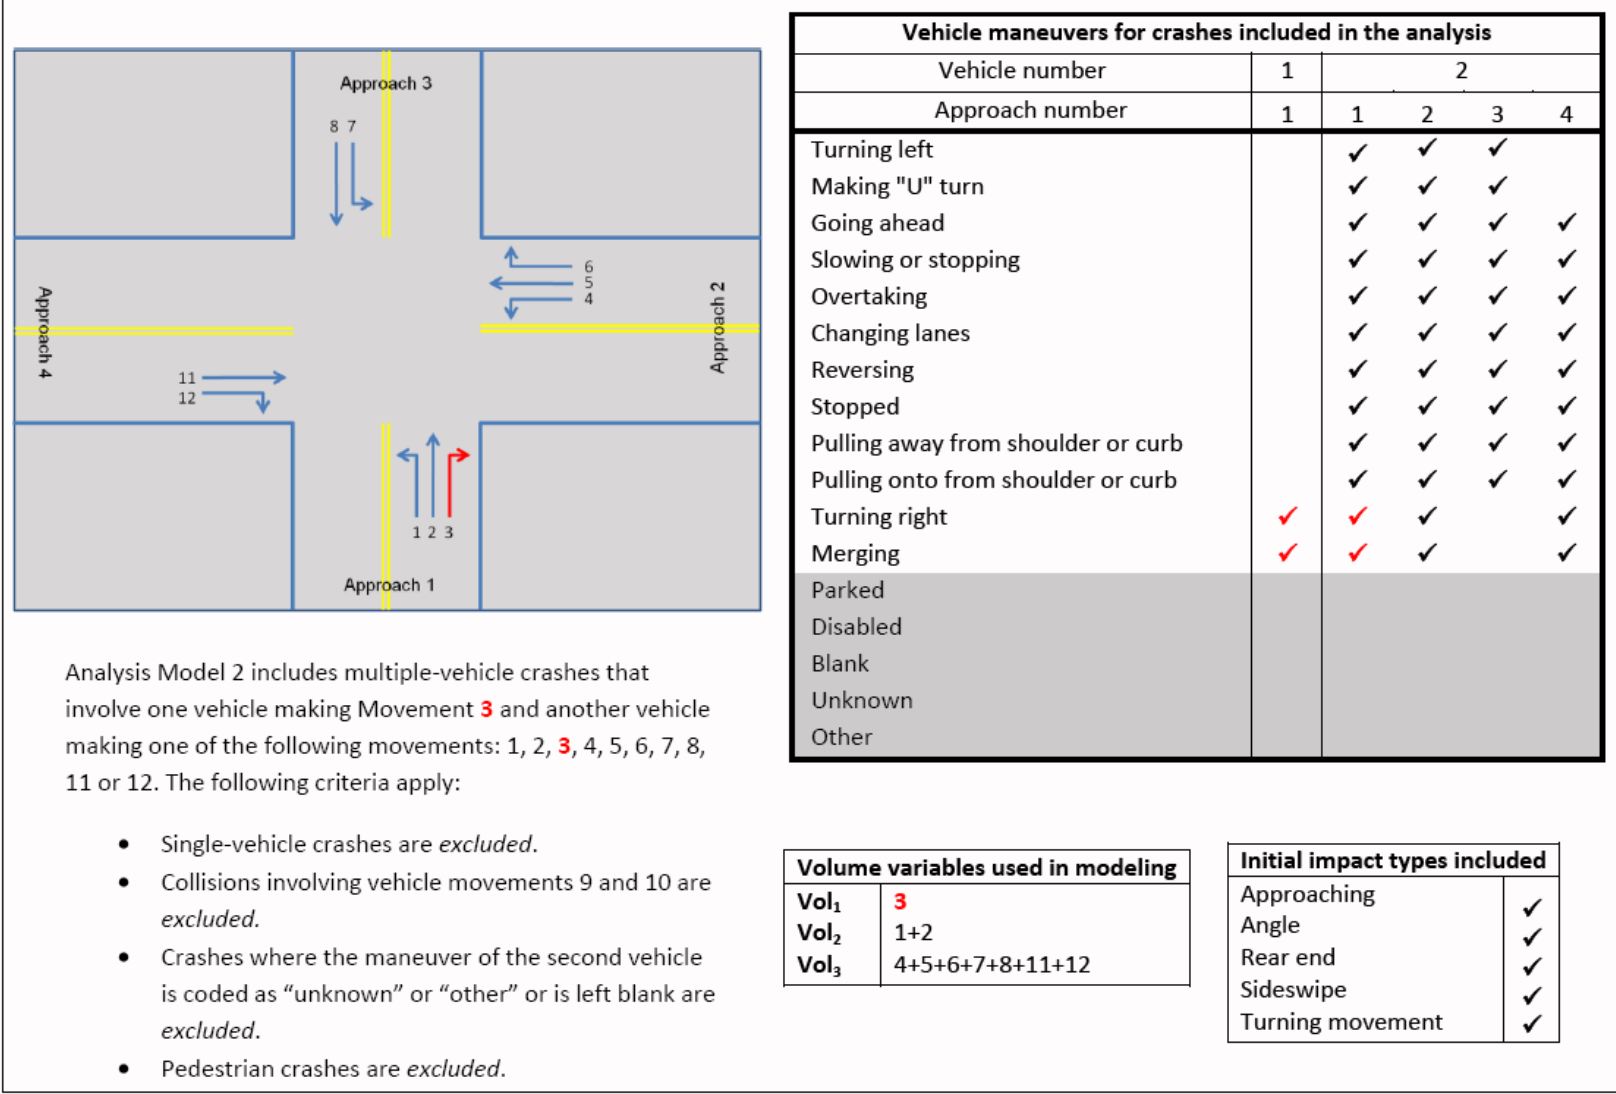 Approach 3
8 7
6
5
4
Approach 2
Approach 4
11
12
1 2 3
Approach 1
Analysis Model 2 includes multiple-vehicle crashes that
involve one vehicle making Movement 3 and another vehicle
making one of the following movements: 1, 2, 3, 4, 5, 6, 7, 8,
11 or 12. The following criteria apply:
• Single-vehicle crashes are excluded.
• Collisions involving vehicle movements 9 and 10 are
excluded.
• Crashes where the maneuver of the second vehicle
is coded as “unknown” or “other” or is left blank are
excluded.
• Pedestrian crashes are excluded.
Vehicle maneuvers for crashes included in the analysis
Vehicle number 1 2
Approach number 1 1 2 3 4
Turning left ✓ ✓ ✓
Making "U" turn ✓ ✓ ✓
Going ahead ✓ ✓ ✓ ✓
Slowing or stopping ✓ ✓ ✓ ✓
Overtaking ✓ ✓ ✓ ✓
Changing lanes ✓ ✓ ✓ ✓
Reversing ✓ ✓ ✓ ✓
Stopped ✓ ✓ ✓ ✓
Pulling away from shoulder or curb ✓ ✓ ✓ ✓
Pulling onto from shoulder or curb ✓ ✓ ✓ ✓
Turning right ✓ ✓ ✓ ✓
Merging ✓ ✓ ✓ ✓
Parked
Disabled
Blank
Unknown
Other
Volume variables used in modeling
Vol₁ 3
Vol₂ 1+2
Vol₃ 4+5+6+7+8+11+12
Initial impact types included
Approaching ✓
Angle ✓
Rear end ✓
Sideswipe ✓
Turning movement ✓